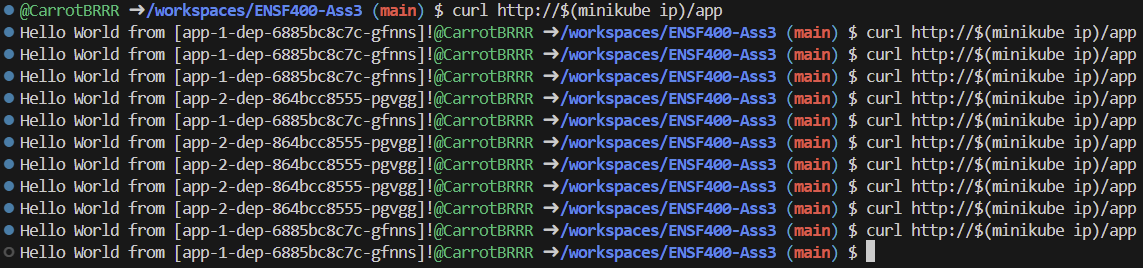 @CarrotBRRR ➜/workspaces/ENSF400-Ass3 (main) $ curl http://$(minikube ip)/app
Hello World from [app-1-dep-6885bc8c7c-gfnns]!@CarrotBRRR ➜/workspaces/ENSF400-Ass3 (main) $ curl http://$(minikube ip)/app
Hello World from [app-1-dep-6885bc8c7c-gfnns]!@CarrotBRRR ➜/workspaces/ENSF400-Ass3 (main) $ curl http://$(minikube ip)/app
Hello World from [app-1-dep-6885bc8c7c-gfnns]!@CarrotBRRR ➜/workspaces/ENSF400-Ass3 (main) $ curl http://$(minikube ip)/app
Hello World from [app-2-dep-864bcc8555-pgvgg]!@CarrotBRRR ➜/workspaces/ENSF400-Ass3 (main) $ curl http://$(minikube ip)/app
Hello World from [app-1-dep-6885bc8c7c-gfnns]!@CarrotBRRR ➜/workspaces/ENSF400-Ass3 (main) $ curl http://$(minikube ip)/app
Hello World from [app-2-dep-864bcc8555-pgvgg]!@CarrotBRRR ➜/workspaces/ENSF400-Ass3 (main) $ curl http://$(minikube ip)/app
Hello World from [app-2-dep-864bcc8555-pgvgg]!@CarrotBRRR ➜/workspaces/ENSF400-Ass3 (main) $ curl http://$(minikube ip)/app
Hello World from [app-2-dep-864bcc8555-pgvgg]!@CarrotBRRR ➜/workspaces/ENSF400-Ass3 (main) $ curl http://$(minikube ip)/app
Hello World from [app-2-dep-864bcc8555-pgvgg]!@CarrotBRRR ➜/workspaces/ENSF400-Ass3 (main) $ curl http://$(minikube ip)/app
Hello World from [app-1-dep-6885bc8c7c-gfnns]!@CarrotBRRR ➜/workspaces/ENSF400-Ass3 (main) $ curl http://$(minikube ip)/app
Hello World from [app-1-dep-6885bc8c7c-gfnns]!@CarrotBRRR ➜/workspaces/ENSF400-Ass3 (main) $